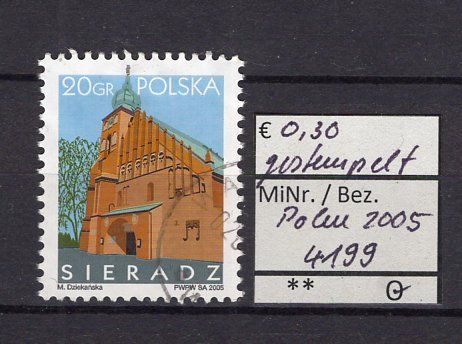 20GR POLSKA
SIERADZ
M. Dziekańska PWPW SA 2005
€ 0,30
gestempelt
MiNr. / Bez.
Polen 2005
4199
** ʘ